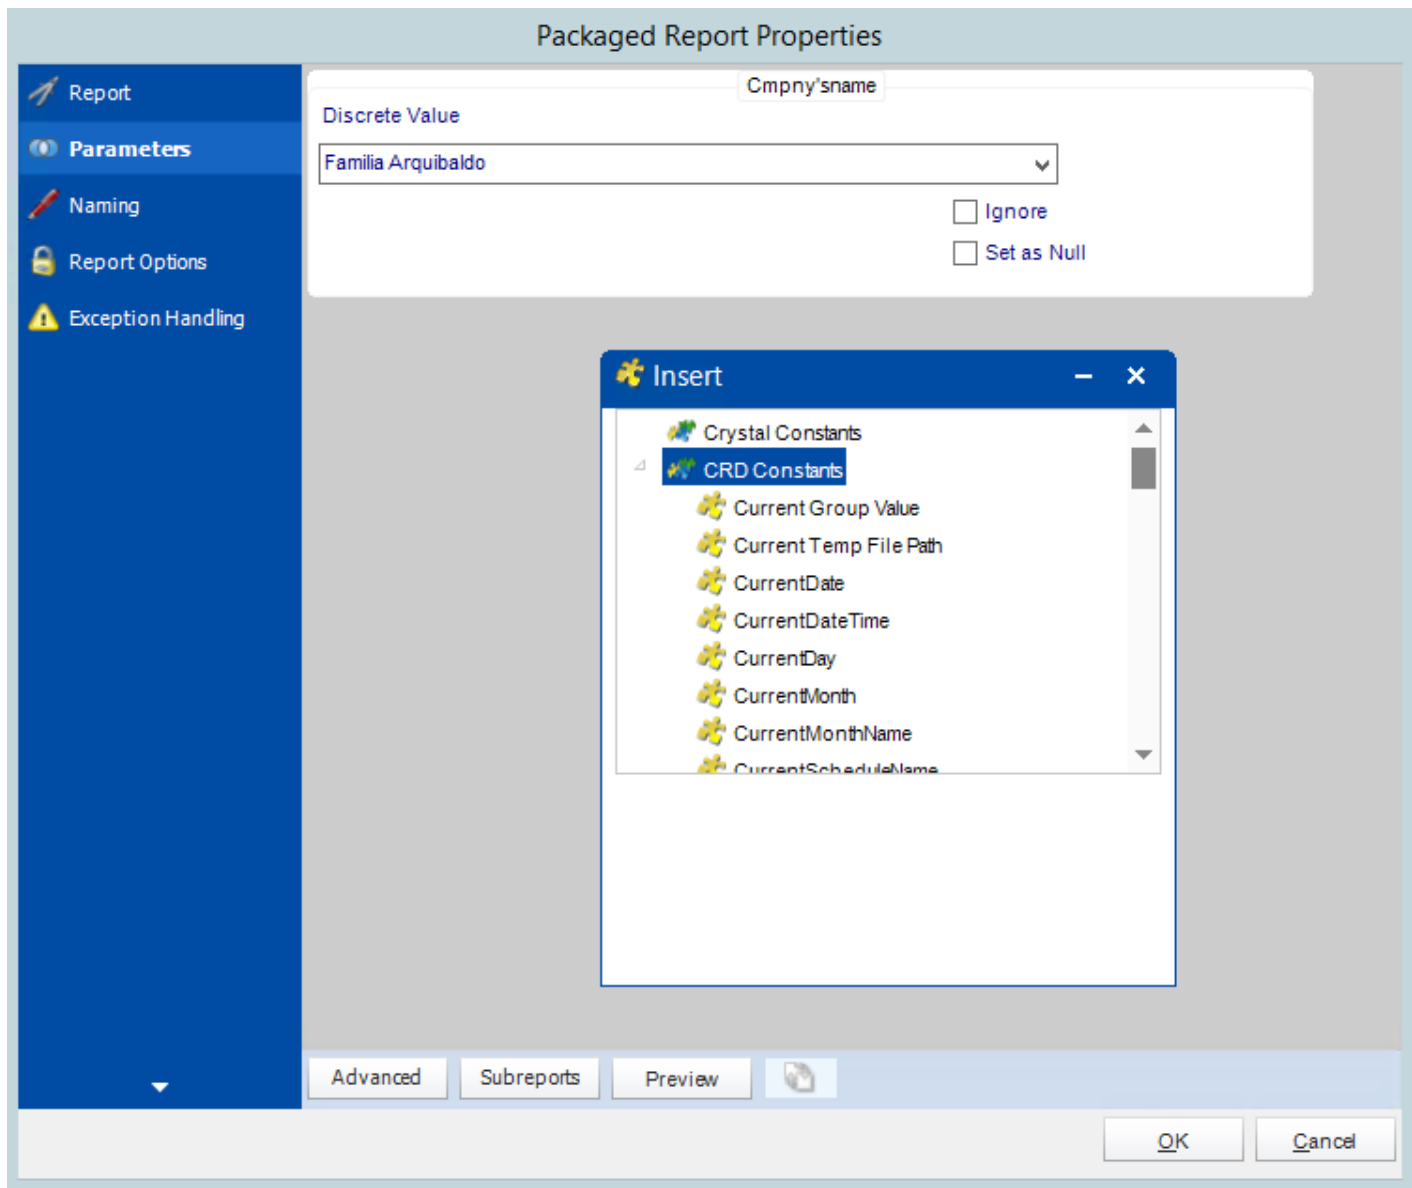 Packaged Report Properties
Report
Parameters
Naming
Report Options
Exception Handling
Cmpny'sname
Discrete Value
Familia Arquibaldo
Ignore
Set as Null
Insert
Crystal Constants
CRD Constants
Current Group Value
Current Temp File Path
CurrentDate
CurrentDateTime
CurrentDay
CurrentMonth
CurrentMonthName
CurrentScheduleName
Advanced
Subreports
Preview
OK
Cancel